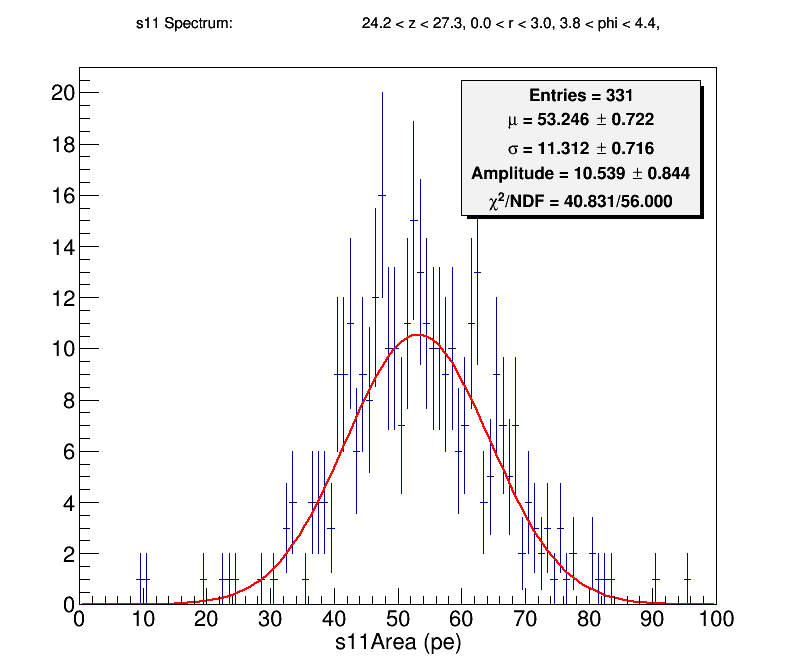 s11 Spectrum: 24.2 < z < 27.3, 0.0 < r < 3.0, 3.8 < phi < 4.4,
Entries = 331
μ = 53.246 ± 0.722
σ = 11.312 ± 0.716
Amplitude = 10.539 ± 0.844
χ²/NDF = 40.831/56.000
20
18
16
14
12
10
8
6
4
2
0
0 10 20 30 40 50 60 70 80 90 100
s11Area (pe)